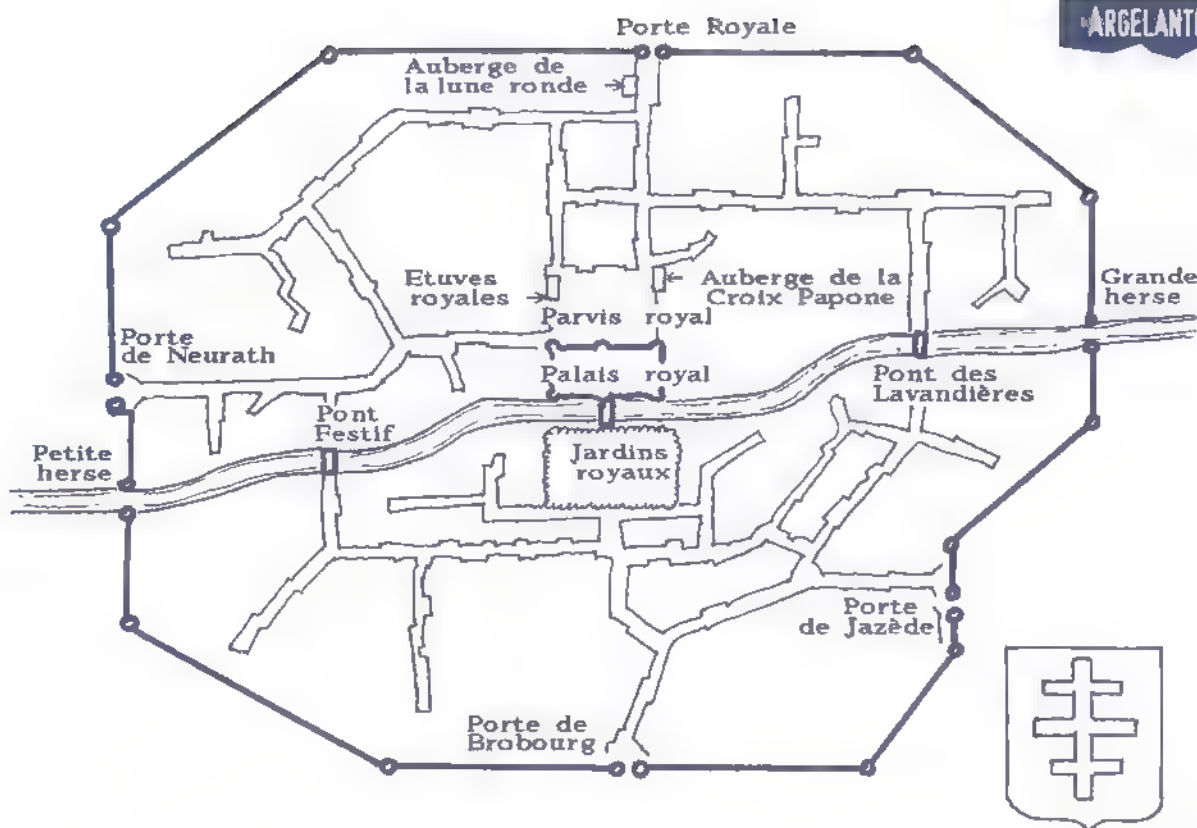 Porte Royale
Auberge de
la lune ronde
Etuves
royales
Auberge de la
Croix Papone
Grande
herse
Parvis royal
Porte
de Neurath
Palais royal
Pont des
Lavandières
Pont
Festif
Petite
herse
Jardins
royaux
Porte
de Jazède
Porte de
Brobourg